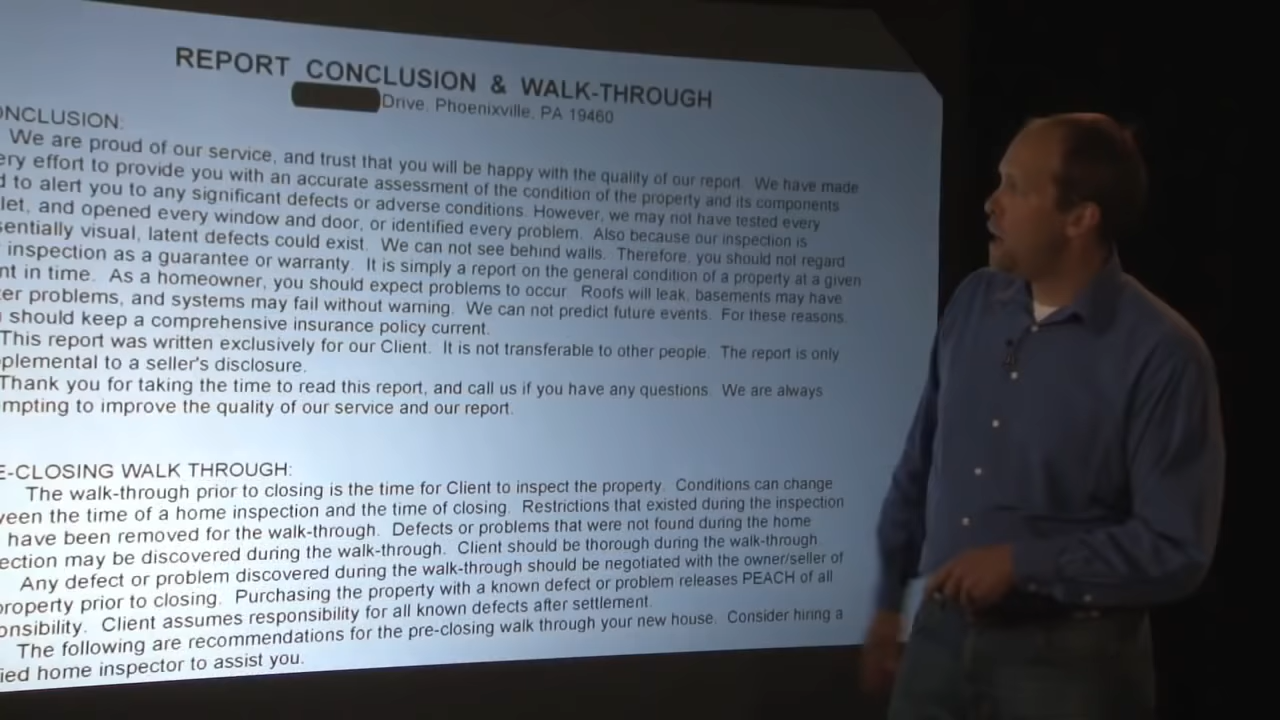 REPORT CONCLUSION & WALK-THROUGH
Drive, Phoenixville, PA 19460
ONCLUSION:
We are proud of our service, and trust that you will be happy with the quality of our report. We have made
ery effort to provide you with an accurate assessment of the condition of the property and its components
d to alert you to any significant defects or adverse conditions. However, we may not have tested every
let, and opened every window and door, or identified every problem. Also because our inspection is
sentially visual, latent defects could exist. We can not see behind walls. Therefore, you should not regard
inspection as a guarantee or warranty. It is simply a report on the general condition of a property at a given
nt in time. As a homeowner, you should expect problems to occur. Roofs will leak, basements may have
er problems, and systems may fail without warning. We can not predict future events. For these reasons,
should keep a comprehensive insurance policy current.
This report was written exclusively for our Client. It is not transferable to other people. The report is only
plemental to a seller's disclosure.
Thank you for taking the time to read this report, and call us if you have any questions. We are always
mpting to improve the quality of our service and our report.
E-CLOSING WALK THROUGH:
The walk-through prior to closing is the time for Client to inspect the property. Conditions can change
veen the time of a home inspection and the time of closing. Restrictions that existed during the inspection
have been removed for the walk-through. Defects or problems that were not found during the home
ection may be discovered during the walk-through. Client should be thorough during the walk-through.
Any defect or problem discovered during the walk-through should be negotiated with the owner/seller of
property prior to closing. Purchasing the property with a known defect or problem releases PEACH of all
onsibility. Client assumes responsibility for all known defects after settlement.
The following are recommendations for the pre-closing walk through your new house. Consider hiring a
ied home inspector to assist you.